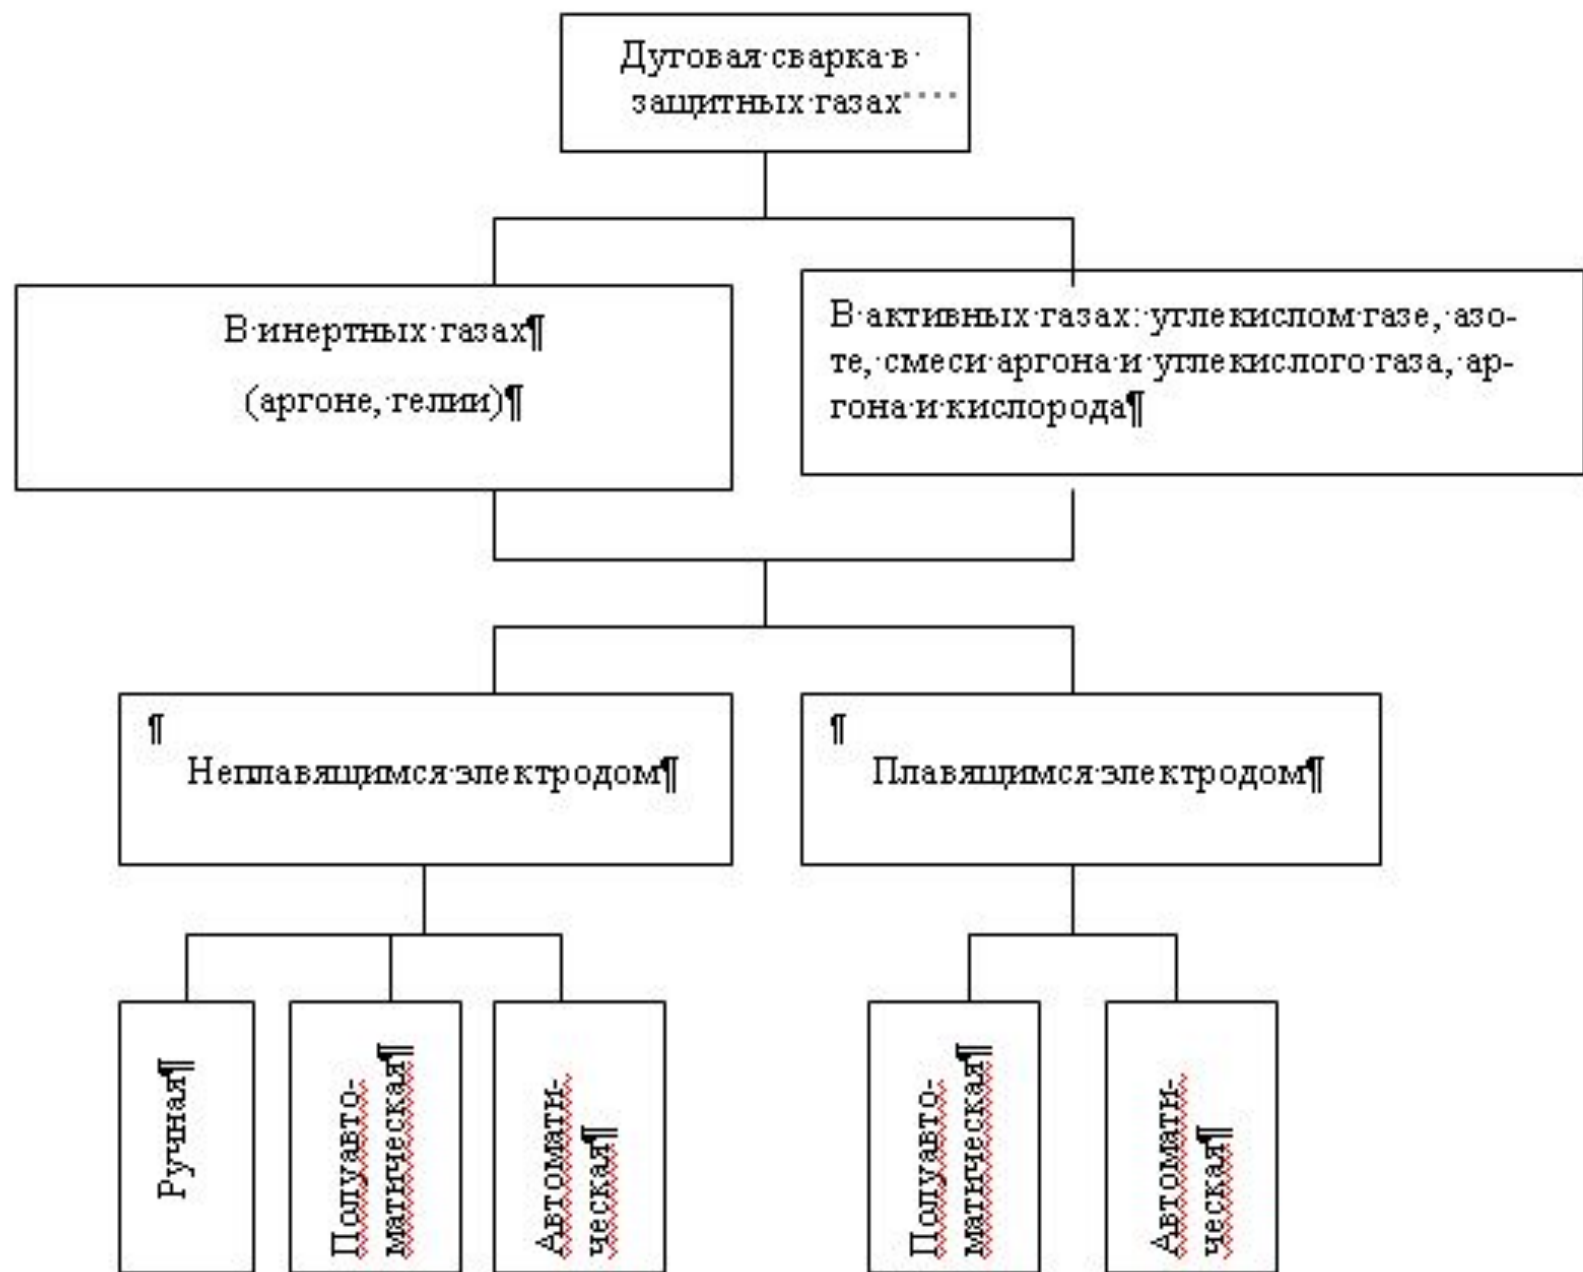 Дуговая сварка в
защитных газах
В инертных газах¶
(аргоне, гелии)¶
В активных газах: углекислом газе, азо-
те, смеси аргона и углекислого газа, ар-
гона и кислорода¶
¶
Неплавящимся электродом¶
¶
Плавящимся электродом¶
Ручная¶
Полуавто-
матическая¶
Автомати-
ческая¶
Полуавто-
матическая¶
Автомати-
ческая¶